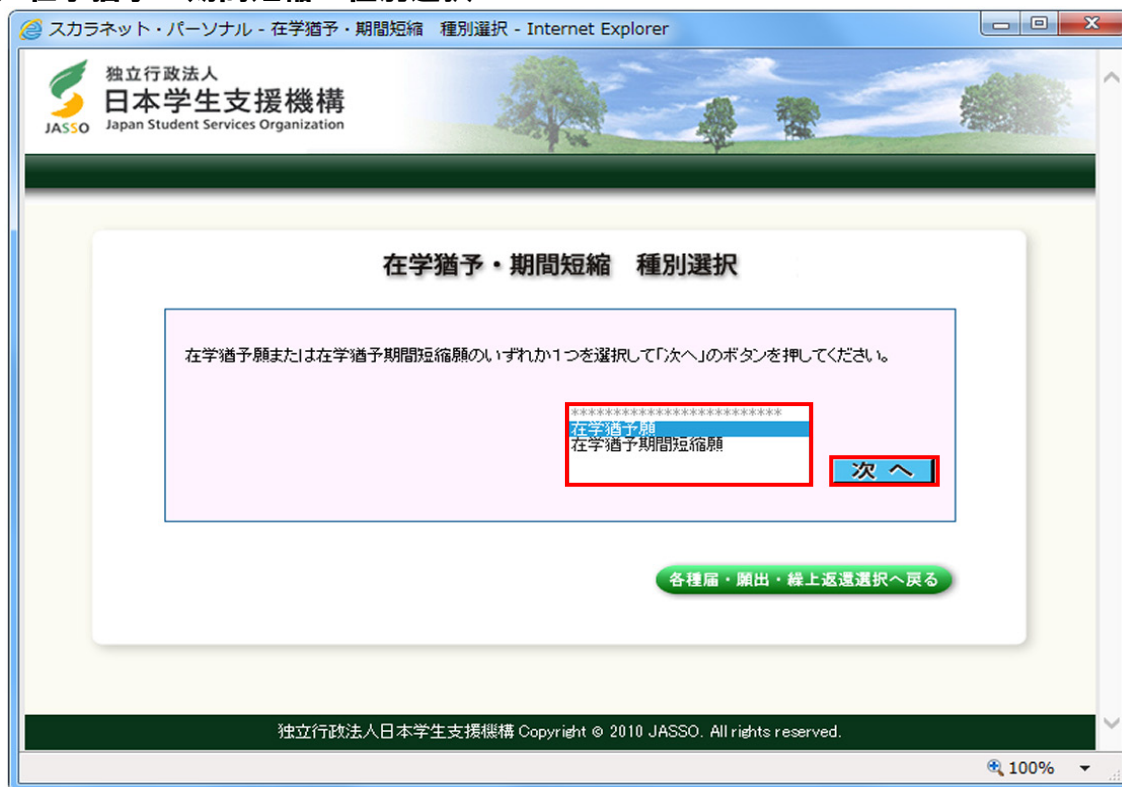 スカラネット・パーソナル - 在学猶予・期間短縮　種別選択 - Internet Explorer
独立行政法人
日本学生支援機構
JASSO Japan Student Services Organization
在学猶予・期間短縮　種別選択
在学猶予願または在学猶予期間短縮願のいずれか1つを選択して「次へ」のボタンを押してください。
*************************
在学猶予願
在学猶予期間短縮願
次 へ
各種届・願出・繰上返還選択へ戻る
独立行政法人日本学生支援機構 Copyright © 2010 JASSO. All rights reserved.
100%